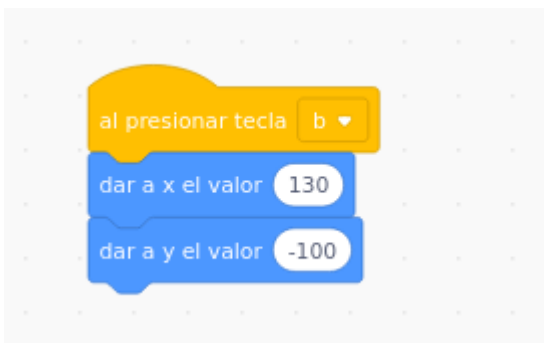 al presionar tecla b
dar a x el valor 130
dar a y el valor -100